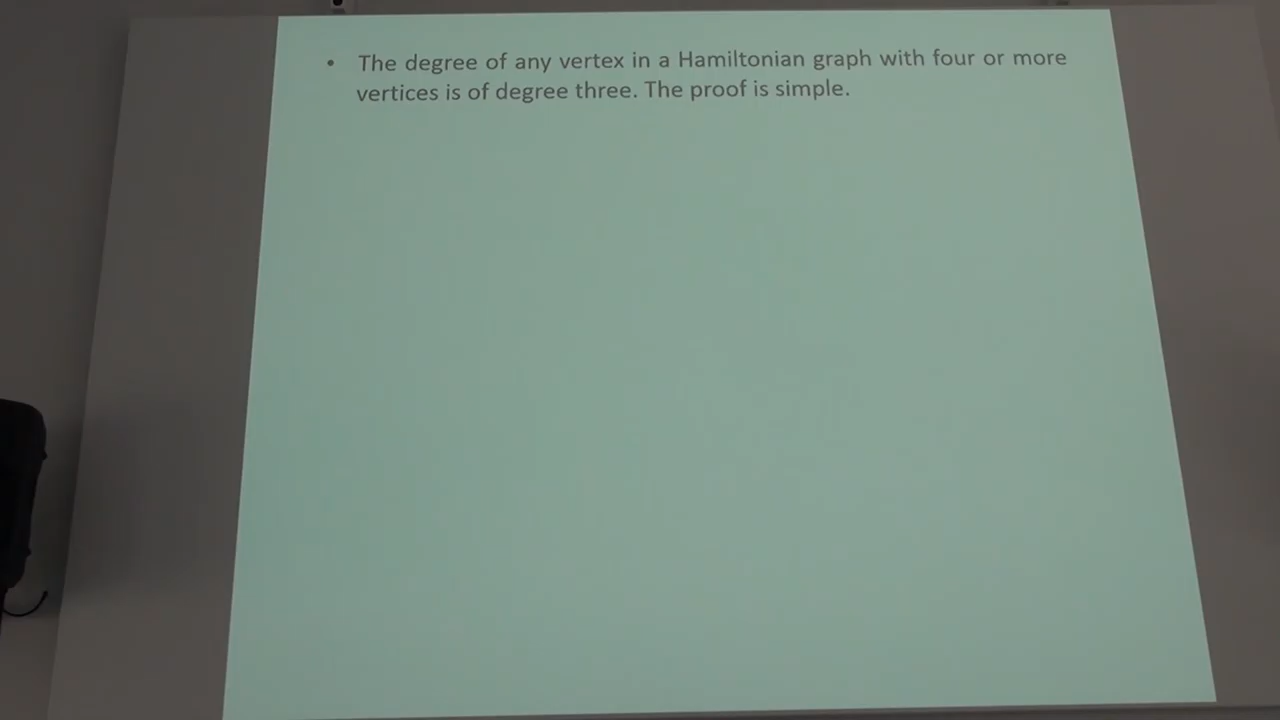 • The degree of any vertex in a Hamiltonian graph with four or more
vertices is of degree three. The proof is simple.